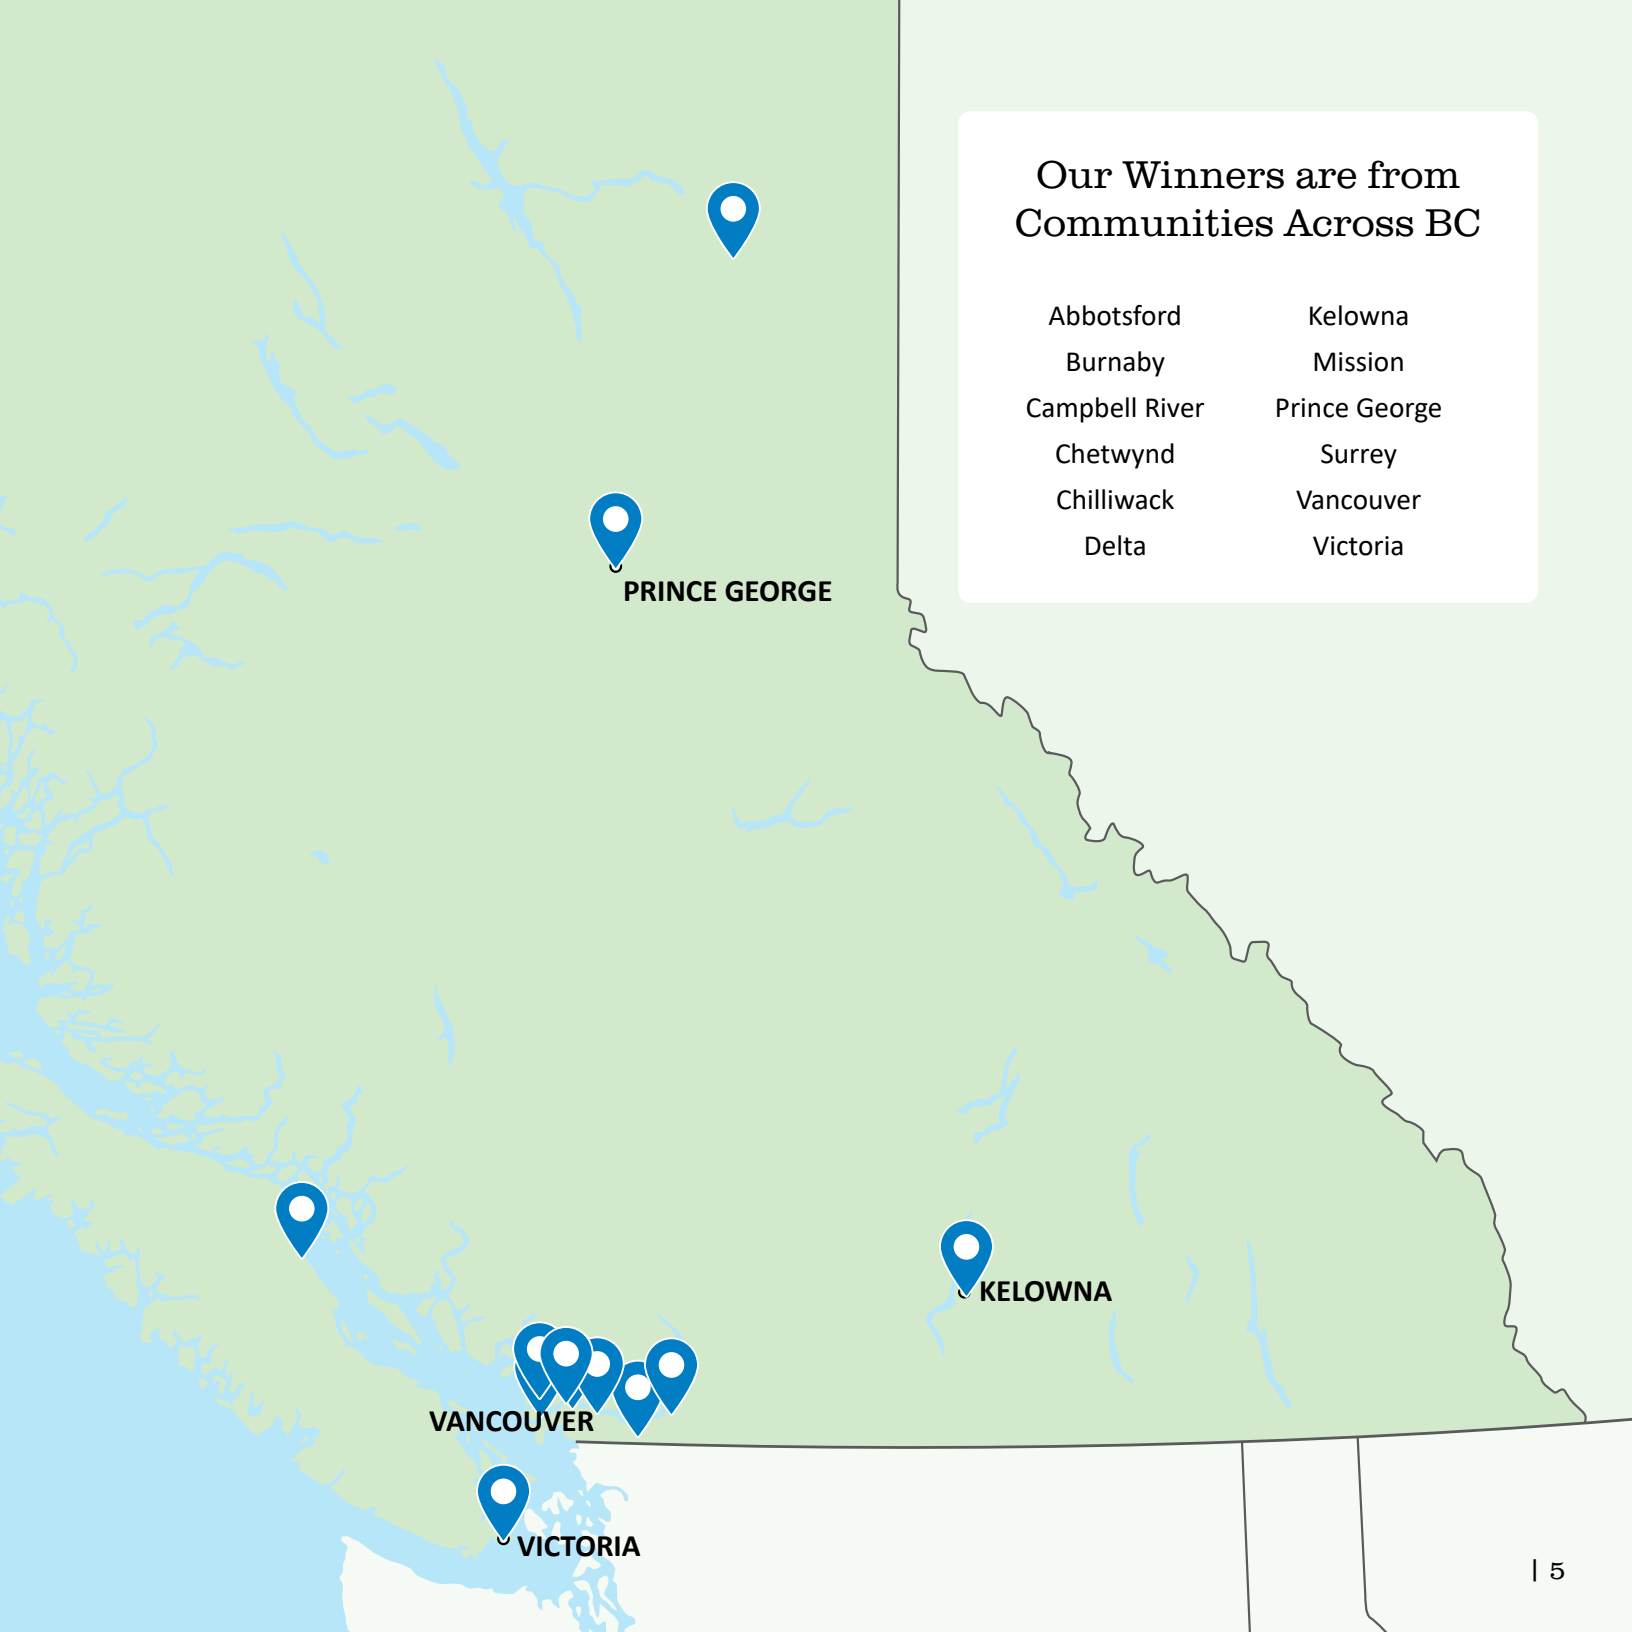 Our Winners are from
Communities Across BC
Abbotsford
Burnaby
Campbell River
Chetwynd
Chilliwack
Delta
Kelowna
Mission
Prince George
Surrey
Vancouver
Victoria
PRINCE GEORGE
KELOWNA
VANCOUVER
VICTORIA
| 5